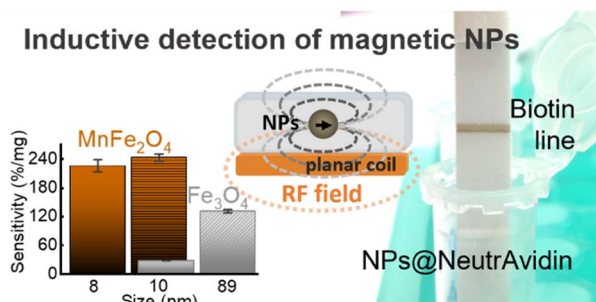 Inductive detection of magnetic NPs
Sensitivity (%/mg)
240
180
120
60
0
MnFe₂O₄
Fe₃O₄
8
10
89
Size (nm)
NPs
planar coil
RF field
Biotin
line
NPs@NeutrAvidin